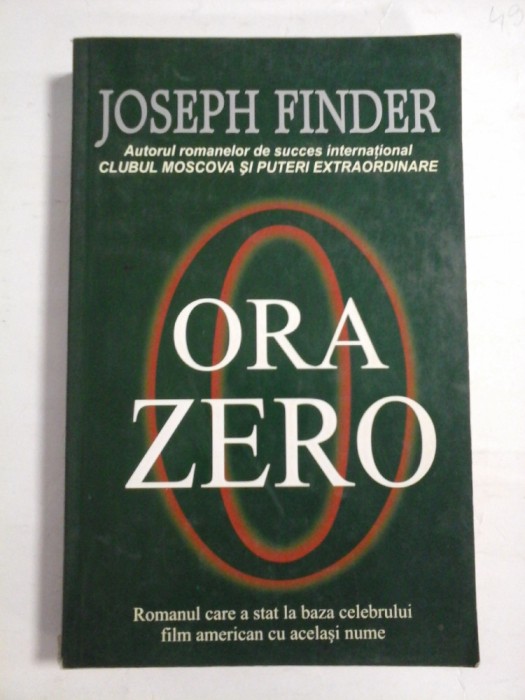 JOSEPH FINDER
Autorul romanelor de succes internațional
CLUBUL MOSCOVA ȘI PUTERI EXTRAORDINARE
ORA
ZERO
Romanul care a stat la baza celebrului
film american cu același nume